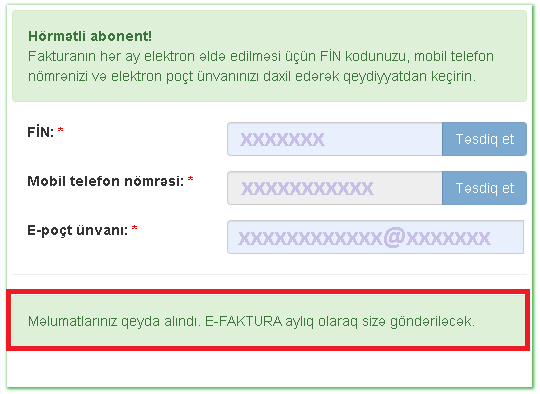 Hörmətli abonent!
Fakturanın hər ay elektron əldə edilməsi üçün FİN kodunuzu, mobil telefon
nömrənizi və elektron poçt ünvanınızı daxil edərək qeydiyyatdan keçirin.
FİN: * XXXXXXX Təsdiq et
Mobil telefon nömrəsi: * XXXXXXXXXXX Təsdiq et
E-poçt ünvanı: * XXXXXXXXXXXX@XXXXXXX
Məlumatlarınız qeydə alındı. E-FAKTURA aylıq olaraq sizə göndəriləcək.